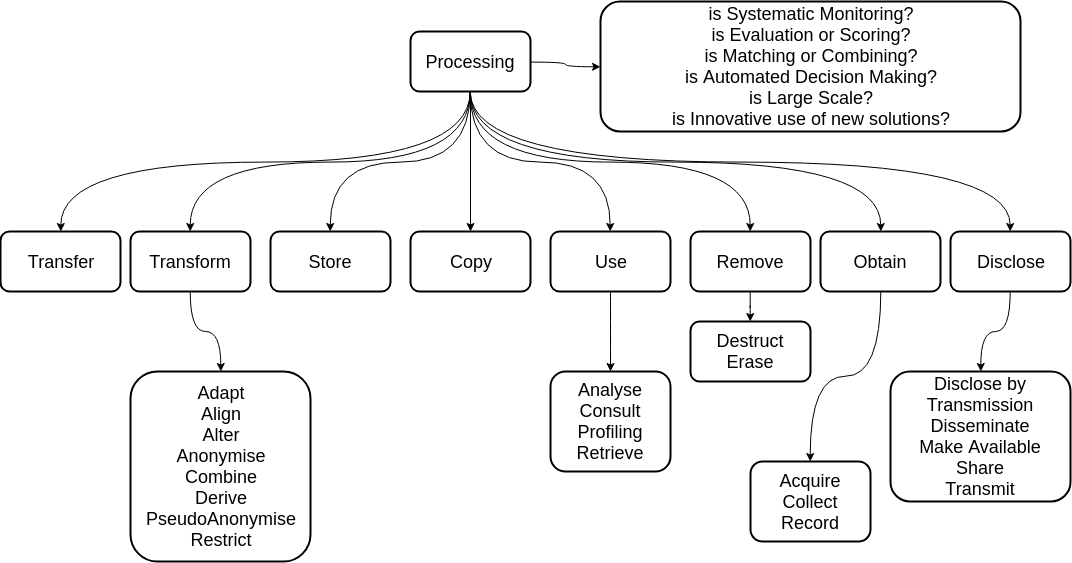 Processing
is Systematic Monitoring?
is Evaluation or Scoring?
is Matching or Combining?
is Automated Decision Making?
is Large Scale?
is Innovative use of new solutions?
Transfer
Transform
Store
Copy
Use
Remove
Obtain
Disclose
Adapt
Align
Alter
Anonymise
Combine
Derive
PseudoAnonymise
Restrict
Analyse
Consult
Profiling
Retrieve
Destruct
Erase
Acquire
Collect
Record
Disclose by
Transmission
Disseminate
Make Available
Share
Transmit